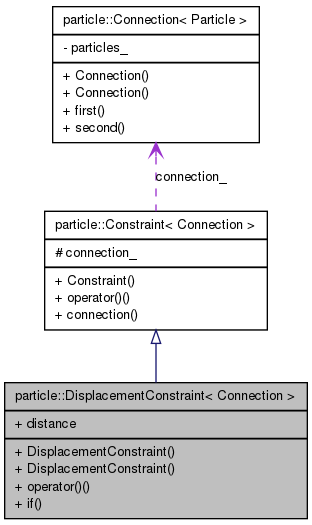 particle::Connection< Particle >
- particles_
+ Connection()
+ Connection()
+ first()
+ second()
connection_
particle::Constraint< Connection >
# connection_
+ Constraint()
+ operator()()
+ connection()
particle::DisplacementConstraint< Connection >
+ distance
+ DisplacementConstraint()
+ DisplacementConstraint()
+ operator()()
+ if()